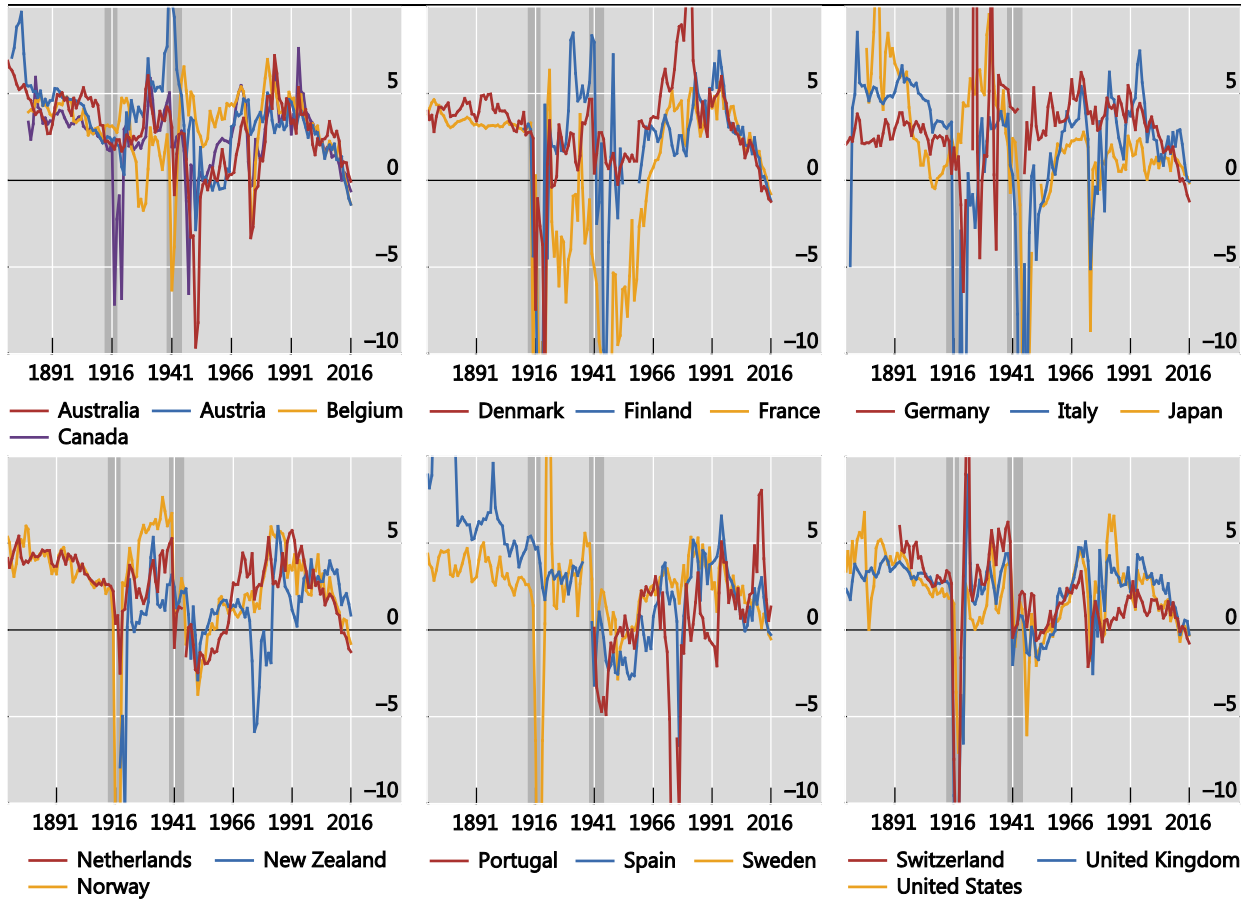 5 5 5
0 0 0
−5 −5 −5
−10 −10 −10
1891 1916 1941 1966 1991 2016 1891 1916 1941 1966 1991 2016 1891 1916 1941 1966 1991 2016
Australia Austria Belgium Denmark Finland France Germany Italy Japan
Canada
5 5 5
0 0 0
−5 −5 −5
−10 −10 −10
1891 1916 1941 1966 1991 2016 1891 1916 1941 1966 1991 2016 1891 1916 1941 1966 1991 2016
Netherlands New Zealand Portugal Spain Sweden Switzerland United Kingdom
Norway United States